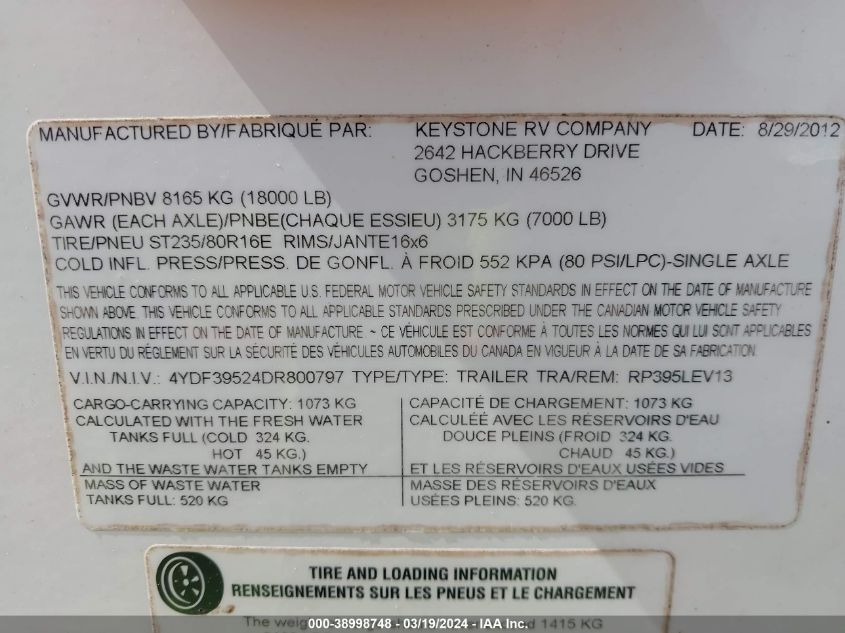 MANUFACTURED BY/FABRIQUÉ PAR: KEYSTONE RV COMPANY DATE: 8/29/2012
2642 HACKBERRY DRIVE
GOSHEN, IN 46526
GVWR/PNBV 8165 KG (18000 LB)
GAWR (EACH AXLE)/PNBE(CHAQUE ESSIEU) 3175 KG (7000 LB)
TIRE/PNEU ST235/80R16E RIMS/JANTE16x6
COLD INFL. PRESS/PRESS. DE GONFL. À FROID 552 KPA (80 PSI/LPC)-SINGLE AXLE
THIS VEHICLE CONFORMS TO ALL APPLICABLE U.S. FEDERAL MOTOR VEHICLE SAFETY STANDARDS IN EFFECT ON THE DATE OF MANUFACTURE
SHOWN ABOVE THIS VEHICLE CONFORMS TO ALL APPLICABLE STANDARDS PRESCRIBED UNDER THE CANADIAN MOTOR VEHICLE SAFETY
REGULATIONS IN EFFECT ON THE DATE OF MANUFACTURE ~ CE VÉHICULE EST CONFORME À TOUTES LES NORMES QUI LUI SONT APPLICABLES
EN VERTU DU RÉGLEMENT SUR LA SÉCURITÉ DES VÉHICULES AUTOMOBILES DU CANADA EN VIGUEUR À LA DATE DE SA FABRICATION.
V.I.N./N.I.V.: 4YDF39524DR800797 TYPE/TYPE: TRAILER TRA/REM: RP395LEV13
CARGO-CARRYING CAPACITY: 1073 KG
CALCULATED WITH THE FRESH WATER
TANKS FULL (COLD 324 KG.
HOT 45 KG.)
AND THE WASTE WATER TANKS EMPTY
MASS OF WASTE WATER
TANKS FULL: 520 KG
CAPACITÉ DE CHARGEMENT: 1073 KG
CALCULÉE AVEC LES RÉSERVOIRS D'EAU
DOUCE PLEINS (FROID 324 KG.
CHAUD 45 KG.)
ET LES RÉSERVOIRS D'EAUX USÉES VIDES
MASSE DES RÉSERVOIRS D'EAUX
USÉES PLEINS: 520 KG.
TIRE AND LOADING INFORMATION
RENSEIGNEMENTS SUR LES PNEUS ET LE CHARGEMENT
The 1415 KG
000-38998748 - 03/19/2024 - IAA Inc.